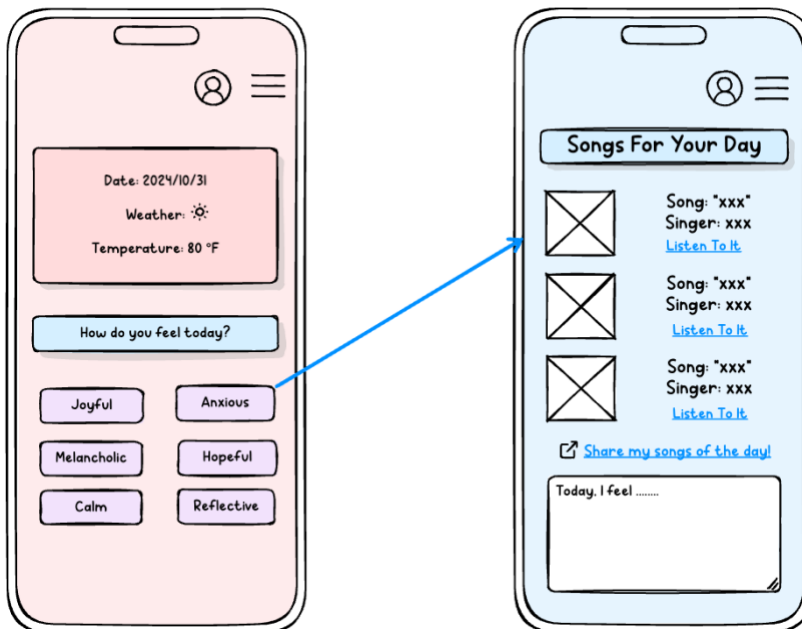 Date: 2024/10/31
Weather:
Temperature: 80 °F
How do you feel today?
Joyful
Anxious
Melancholic
Hopeful
Calm
Reflective
Songs For Your Day
Song: "xxx"
Singer: xxx
Listen To It
Song: "xxx"
Singer: xxx
Listen To It
Song: "xxx"
Singer: xxx
Listen To It
Share my songs of the day!
Today, I feel ........